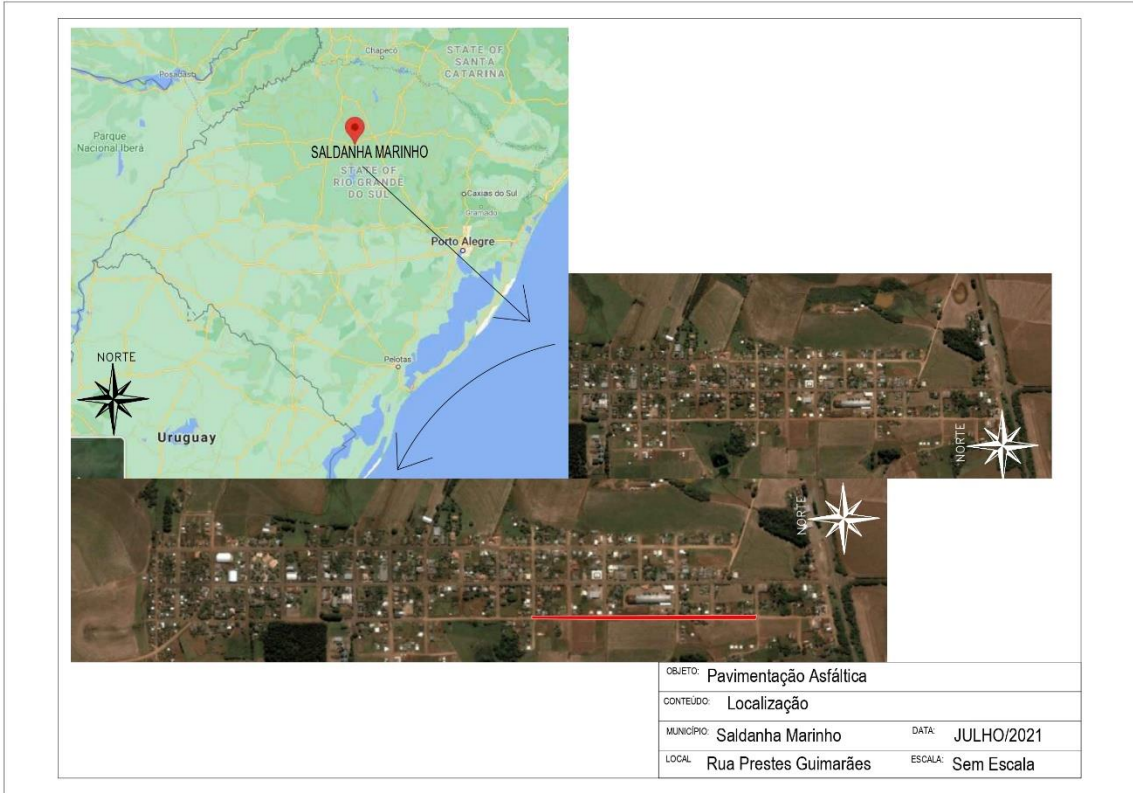 Chapecó
STATE OF
SANTA
CATARINA
Posadas
Parque
Nacional Iberá
SALDANHA MARINHO
STATE OF
RIO GRANDE
DO SUL
Caxias do Sul
Gramado
Porto Alegre
NORTE
Pelotas
Uruguay
NORTE
NORTE
OBJETO: Pavimentação Asfáltica
CONTEÚDO: Localização
MUNICÍPIO: Saldanha Marinho DATA: JULHO/2021
LOCAL Rua Prestes Guimarães ESCALA: Sem Escala